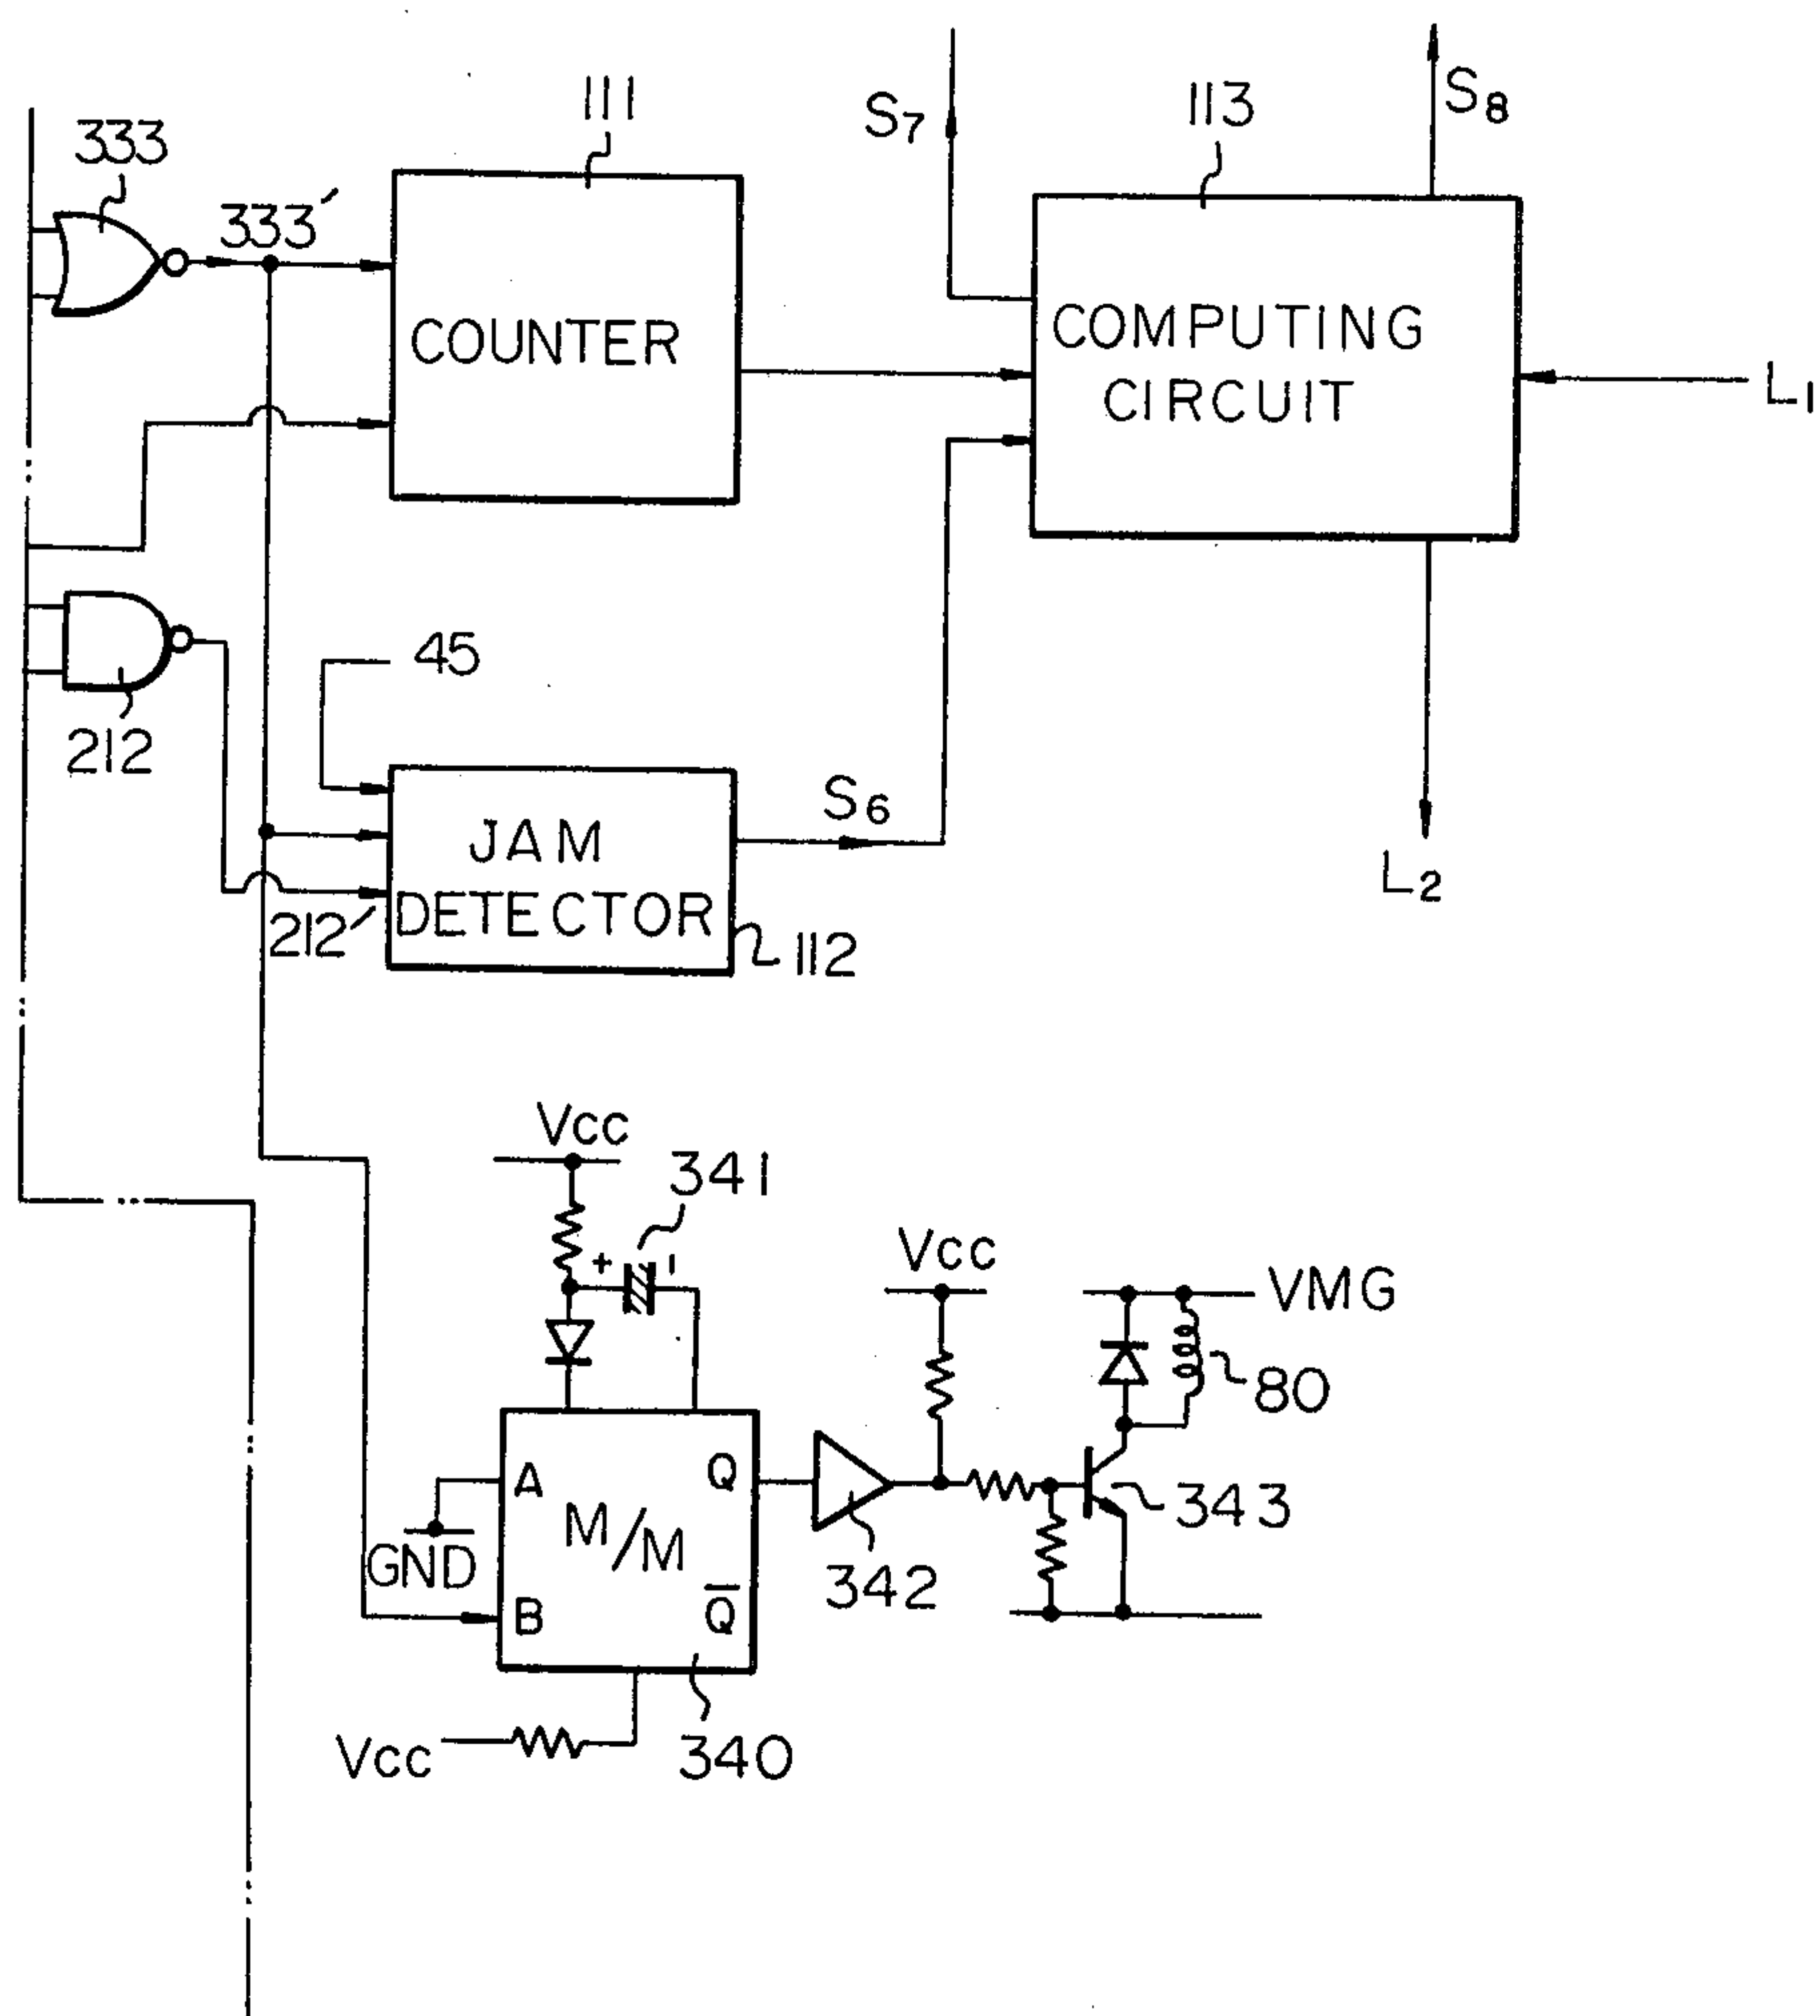 111
113
S7
S8
333
333'
COUNTER
COMPUTING
CIRCUIT
L1
45
212
S6
JAM
DETECTOR
L2
212'
112
Vcc
341
+ -
Vcc
VMG
80
A
Q
M/M
343
GND
342
B
Q̅
Vcc
340